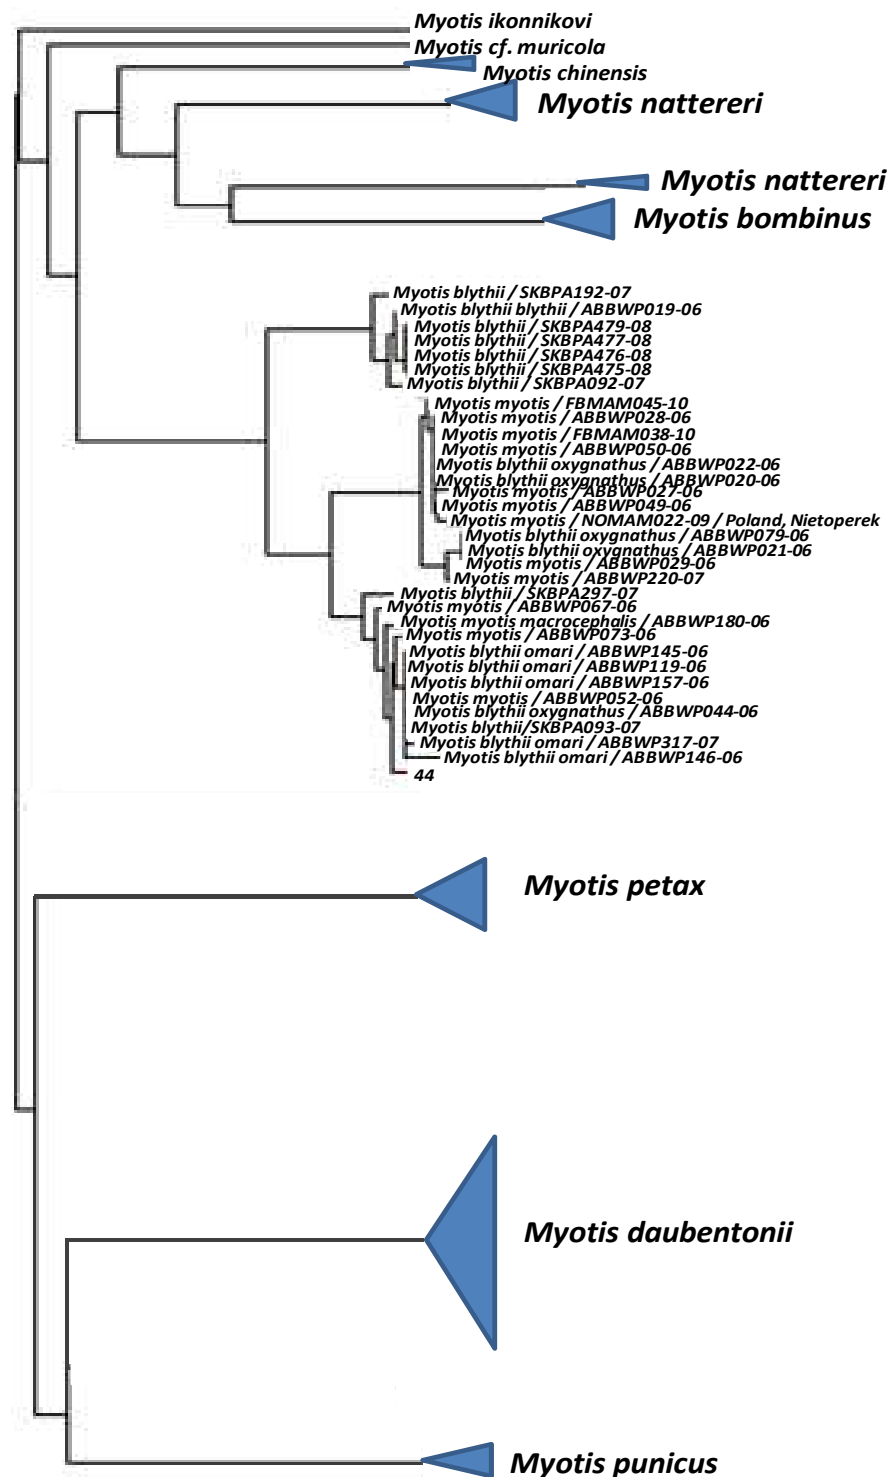 Myotis ikonnikovi
Myotis cf. muricola
Myotis chinensis
Myotis nattereri
Myotis nattereri
Myotis bombinus
Myotis blythii / SKBPA192-07
Myotis blythii blythii / ABBWP019-06
Myotis blythii / SKBPA479-08
Myotis blythii / SKBPA477-08
Myotis blythii / SKBPA476-08
Myotis blythii / SKBPA475-08
Myotis blythii / SKBPA092-07
Myotis myotis / FBMAM045-10
Myotis myotis / ABBWP028-06
Myotis myotis / FBMAM038-10
Myotis myotis / ABBWP050-06
Myotis blythii oxygnathus / ABBWP022-06
Myotis blythii oxygnathus / ABBWP020-06
Myotis myotis / ABBWP027-06
Myotis myotis / ABBWP049-06
Myotis myotis / NOMAM022-09 / Poland, Nietoperek
Myotis blythii oxygnathus / ABBWP079-06
Myotis blythii oxygnathus / ABBWP021-06
Myotis myotis / ABBWP029-06
Myotis myotis / ABBWP220-07
Myotis blythii / SKBPA297-07
Myotis myotis / ABBWP067-06
Myotis myotis macrocephalis / ABBWP180-06
Myotis myotis / ABBWP073-06
Myotis blythii omari / ABBWP145-06
Myotis blythii omari / ABBWP119-06
Myotis blythii omari / ABBWP157-06
Myotis myotis / ABBWP052-06
Myotis blythii oxygnathus / ABBWP044-06
Myotis blythii/SKBPA093-07
Myotis blythii omari / ABBWP317-07
Myotis blythii omari / ABBWP146-06
44
Myotis petax
Myotis daubentonii
Myotis punicus